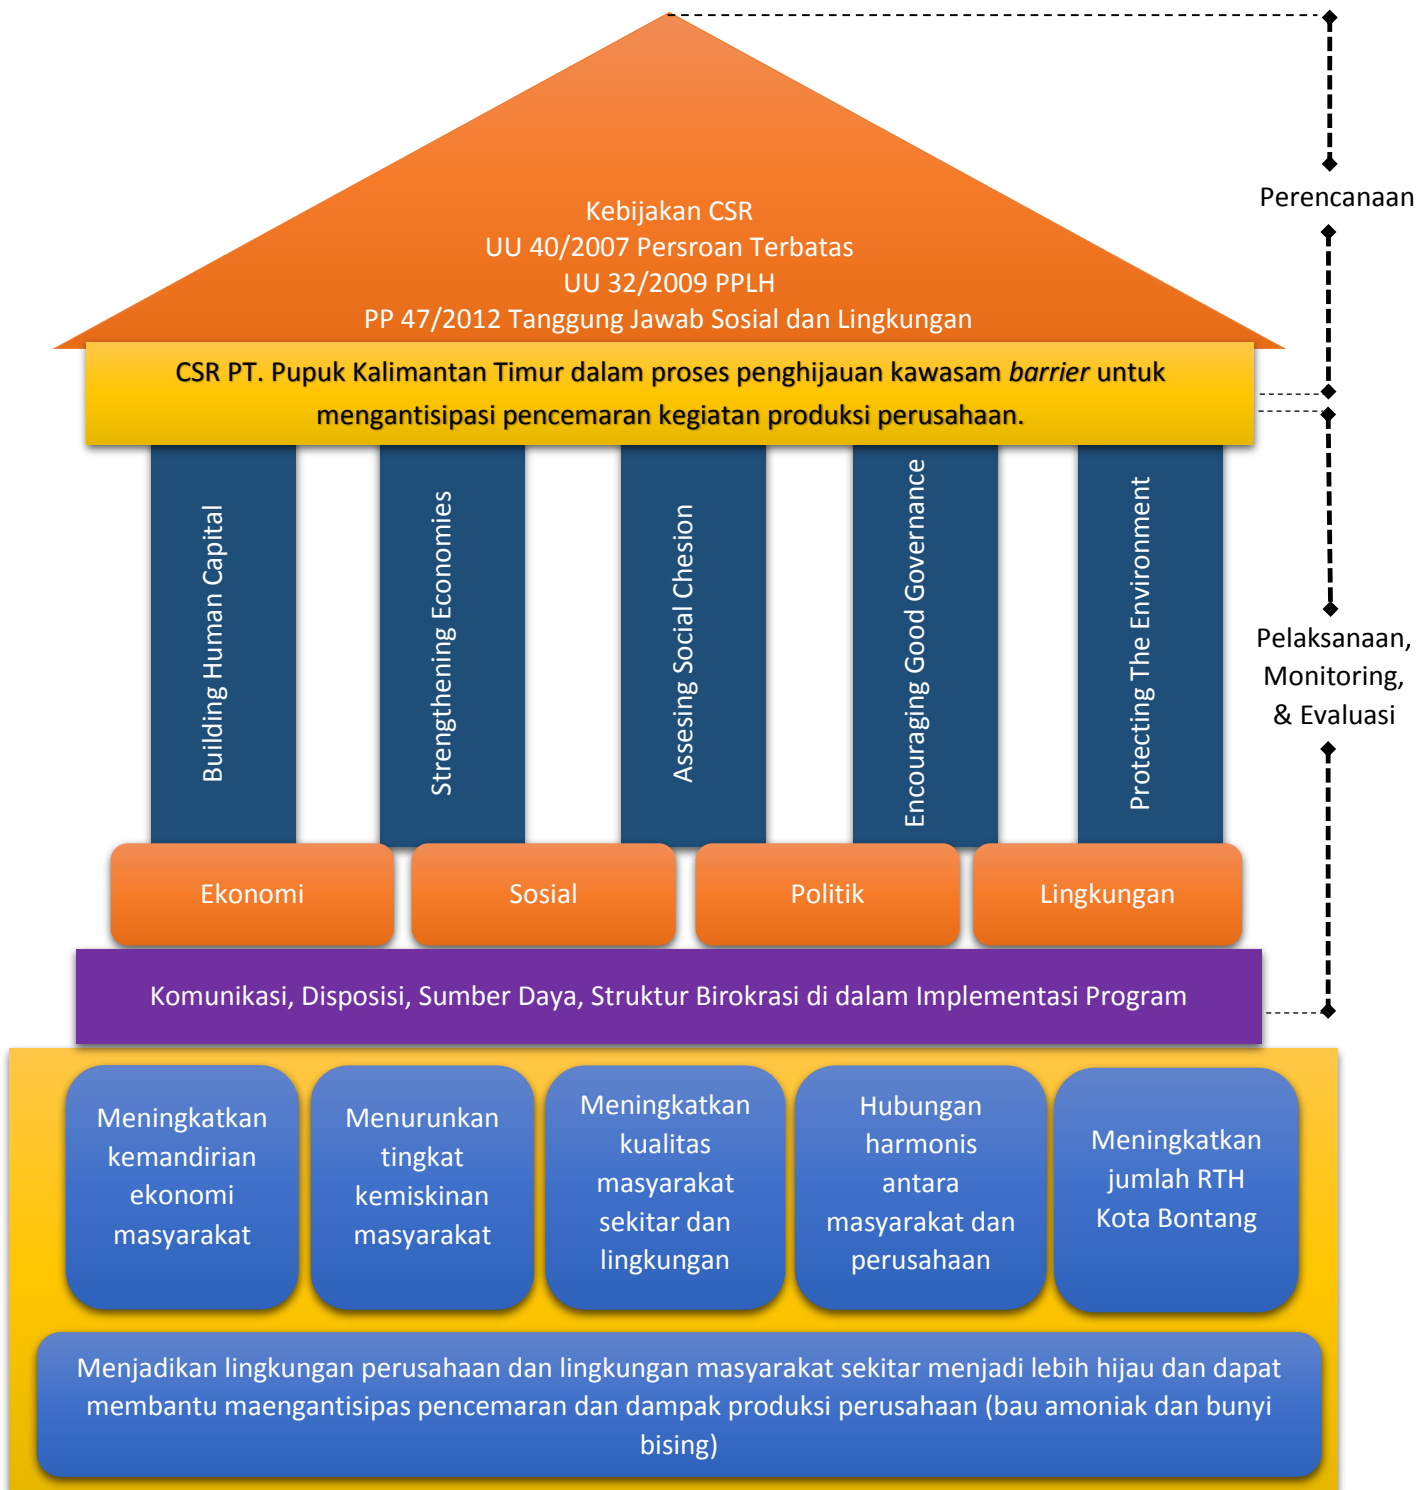 Kebijakan CSR
UU 40/2007 Persroan Terbatas
UU 32/2009 PPLH
PP 47/2012 Tanggung Jawab Sosial dan Lingkungan
Perencanaan
CSR PT. Pupuk Kalimantan Timur dalam proses penghijauan kawasam barrier untuk
mengantisipasi pencemaran kegiatan produksi perusahaan.
Building Human Capital
Strengthening Economies
Assesing Social Chesion
Encouraging Good Governance
Protecting The Environment
Pelaksanaan,
Monitoring,
& Evaluasi
Ekonomi
Sosial
Politik
Lingkungan
Komunikasi, Disposisi, Sumber Daya, Struktur Birokrasi di dalam Implementasi Program
Meningkatkan
kemandirian
ekonomi
masyarakat
Menurunkan
tingkat
kemiskinan
masyarakat
Meningkatkan
kualitas
masyarakat
sekitar dan
lingkungan
Hubungan
harmonis
antara
masyarakat dan
perusahaan
Meningkatkan
jumlah RTH
Kota Bontang
Menjadikan lingkungan perusahaan dan lingkungan masyarakat sekitar menjadi lebih hijau dan dapat
membantu maengantisipas pencemaran dan dampak produksi perusahaan (bau amoniak dan bunyi
bising)